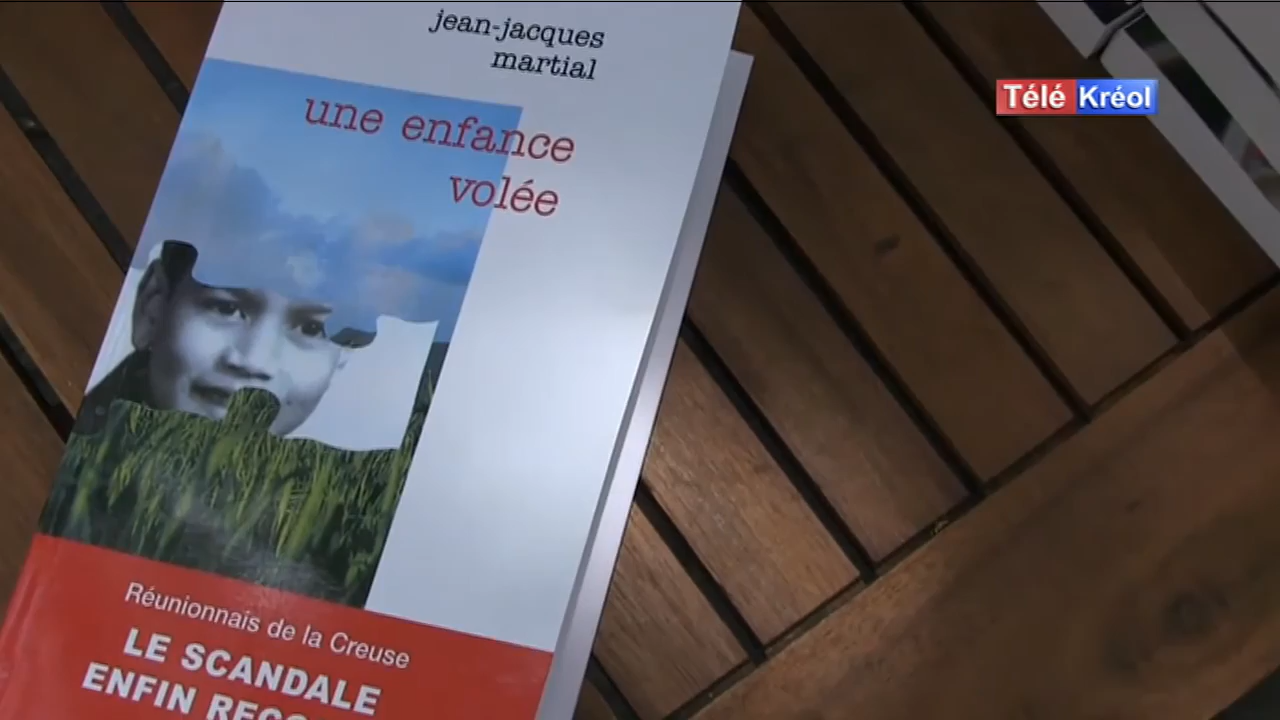 jean-jacques
martial
Télé Kréol
une enfance
volée
Réunionnais de la Creuse
LE SCANDALE
ENFIN